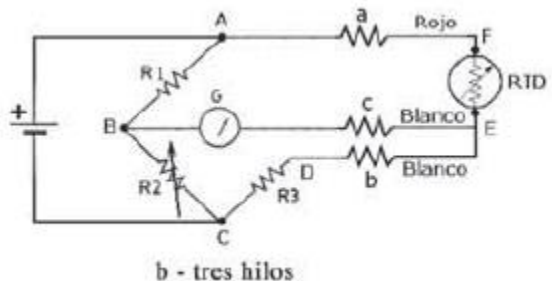 A
a
Rojo
F
R1
+
RTD
G
c
Blanco
B
E
R2
D
b
Blanco
R3
C
b - tres hilos